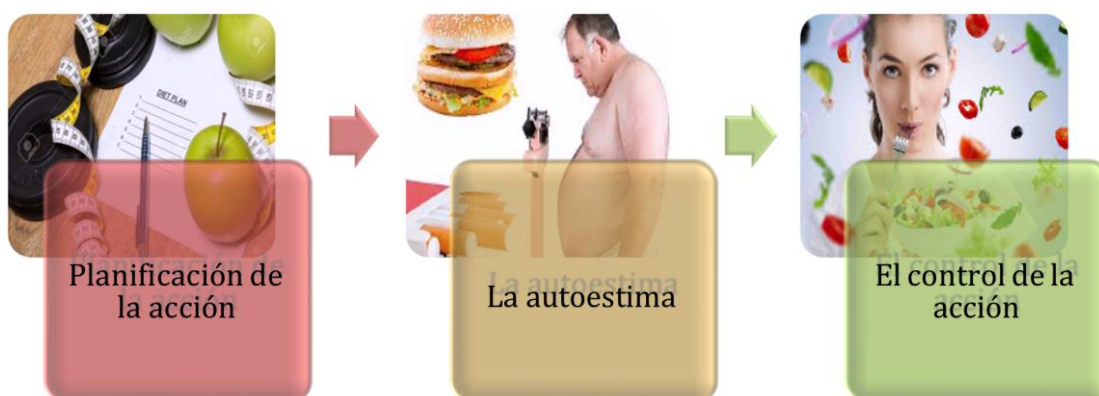 DIET PLAN
Planificación de
la acción
La autoestima
El control de la
acción